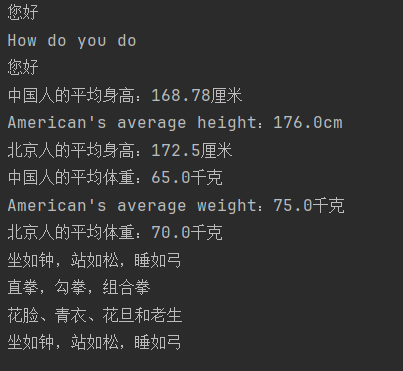 您好
How do you do
您好
中国人的平均身高：168.78厘米
American's average height：176.0cm
北京人的平均身高：172.5厘米
中国人的平均体重：65.0千克
American's average weight：75.0千克
北京人的平均体重：70.0千克
坐如钟，站如松，睡如弓
直拳，勾拳，组合拳
花脸、青衣、花旦和老生
坐如钟，站如松，睡如弓